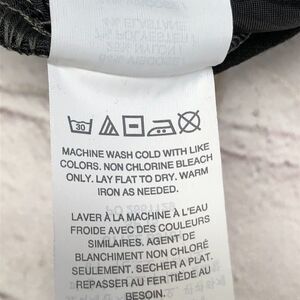 30
MACHINE WASH COLD WITH LIKE
COLORS. NON CHLORINE BLEACH
ONLY. LAY FLAT TO DRY. WARM
IRON AS NEEDED.
LAVER À LA MACHINE À L'EAU
FROIDE AVEC DES COULEURS
SIMILAIRES. AGENT DE
BLANCHIMENT NON CHLORÉ
SEULEMENT. SECHER A PLAT.
REPASSER AU FER TIÈDE AU
BESOIN.